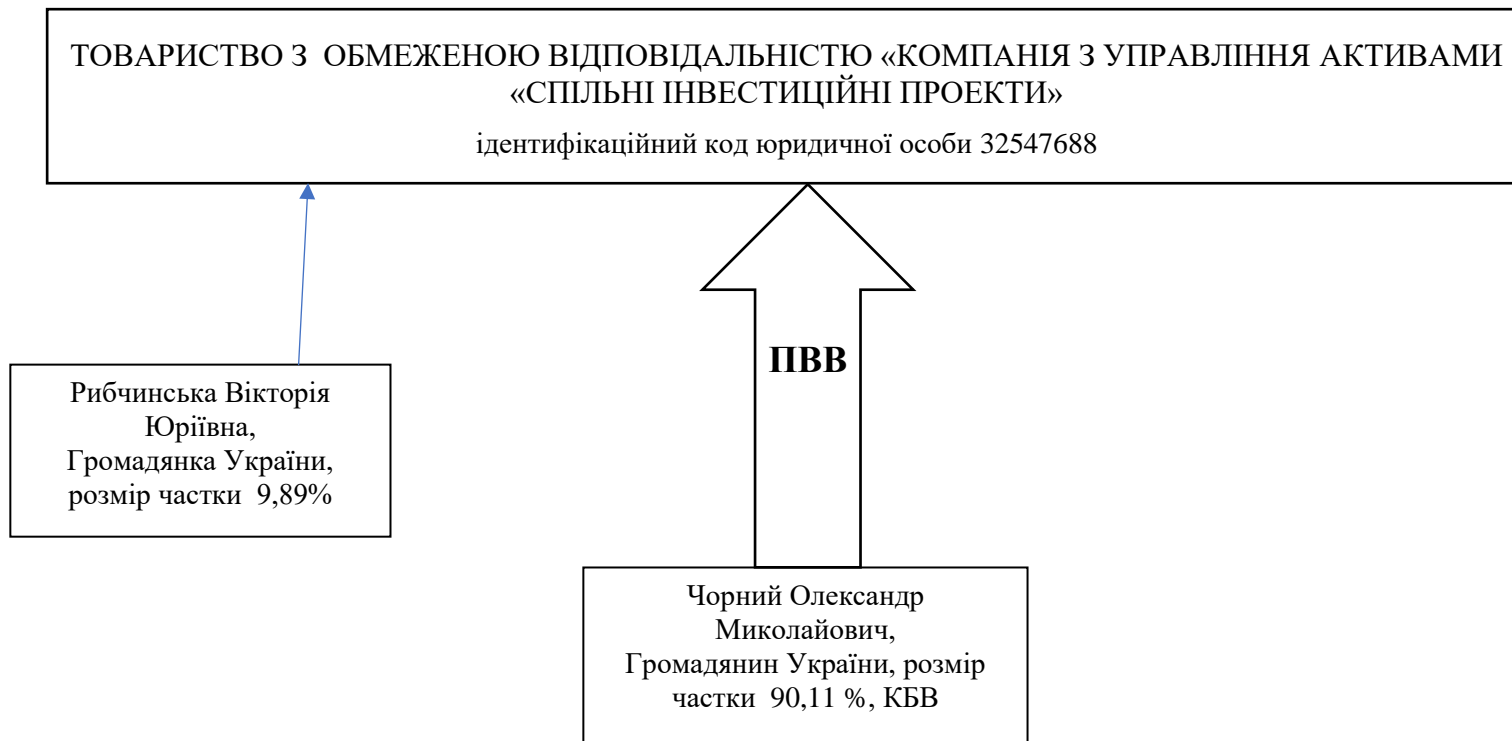 ТОВАРИСТВО З ОБМЕЖЕНОЮ ВІДПОВІДАЛЬНІСТЮ «КОМПАНІЯ З УПРАВЛІННЯ АКТИВАМИ
«СПІЛЬНІ ІНВЕСТИЦІЙНІ ПРОЕКТИ»
ідентифікаційний код юридичної особи 32547688
ПВВ
Рибчинська Вікторія
Юріївна,
Громадянка України,
розмір частки 9,89%
Чорний Олександр
Миколайович,
Громадянин України, розмір
частки 90,11 %, КБВ